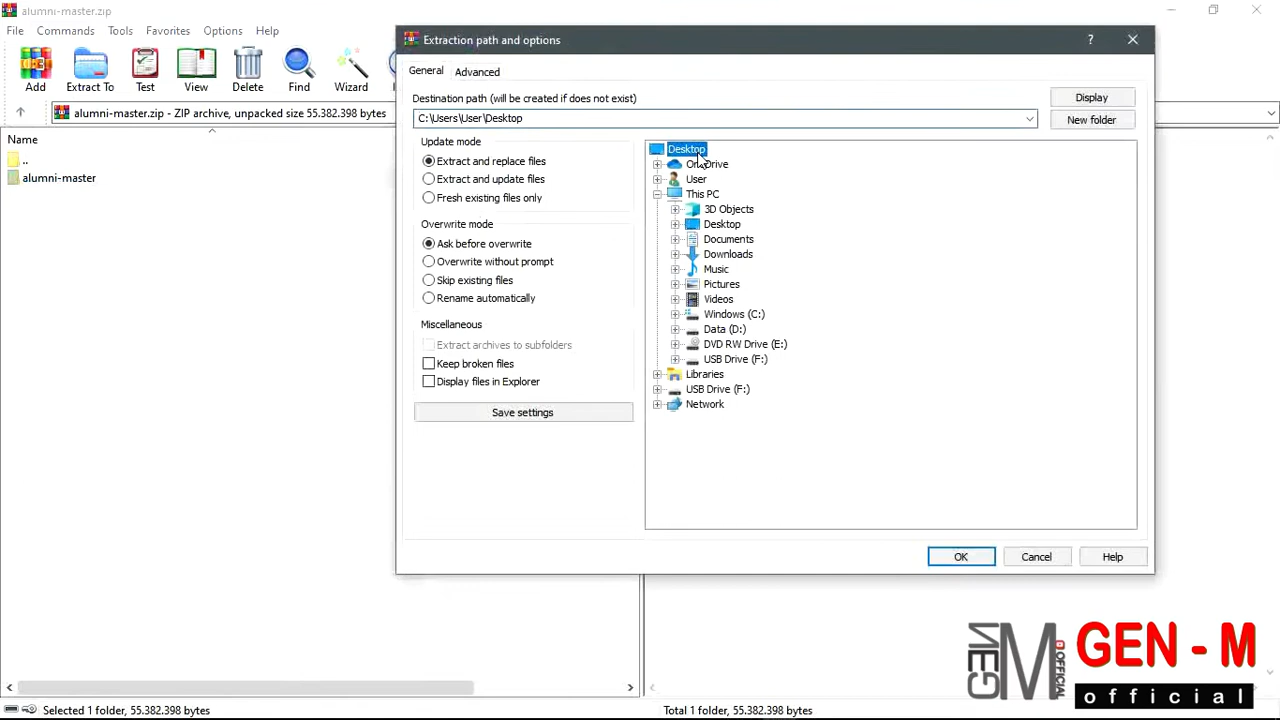 alumni-master.zip
File Commands Tools Favorites Options Help
Add Extract To Test View Delete Find Wizard
alumni-master.zip - ZIP archive, unpacked size 55.382.398 bytes
Name
..
alumni-master
Extraction path and options
?
General Advanced
Destination path (will be created if does not exist)
Display
C:\Users\User\Desktop
New folder
Update mode
Extract and replace files
Extract and update files
Fresh existing files only
Overwrite mode
Ask before overwrite
Overwrite without prompt
Skip existing files
Rename automatically
Miscellaneous
Extract archives to subfolders
Keep broken files
Display files in Explorer
Save settings
Desktop
OneDrive
User
This PC
3D Objects
Desktop
Documents
Downloads
Music
Pictures
Videos
Windows (C:)
Data (D:)
DVD RW Drive (E:)
USB Drive (F:)
Libraries
USB Drive (F:)
Network
OK Cancel Help
GEN - M
official
Selected 1 folder, 55.382.398 bytes
Total 1 folder, 55.382.398 bytes